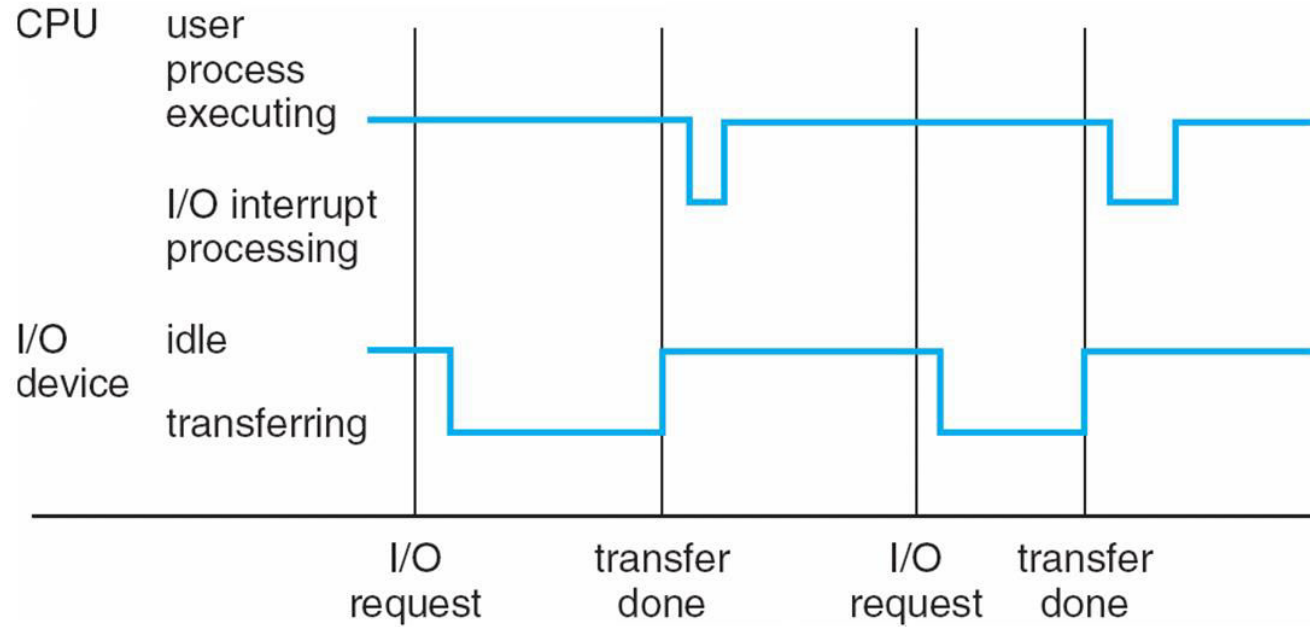 CPU
user
process
executing
I/O interrupt
processing
I/O
device
idle
transferring
I/O
request
transfer
done
I/O
request
transfer
done